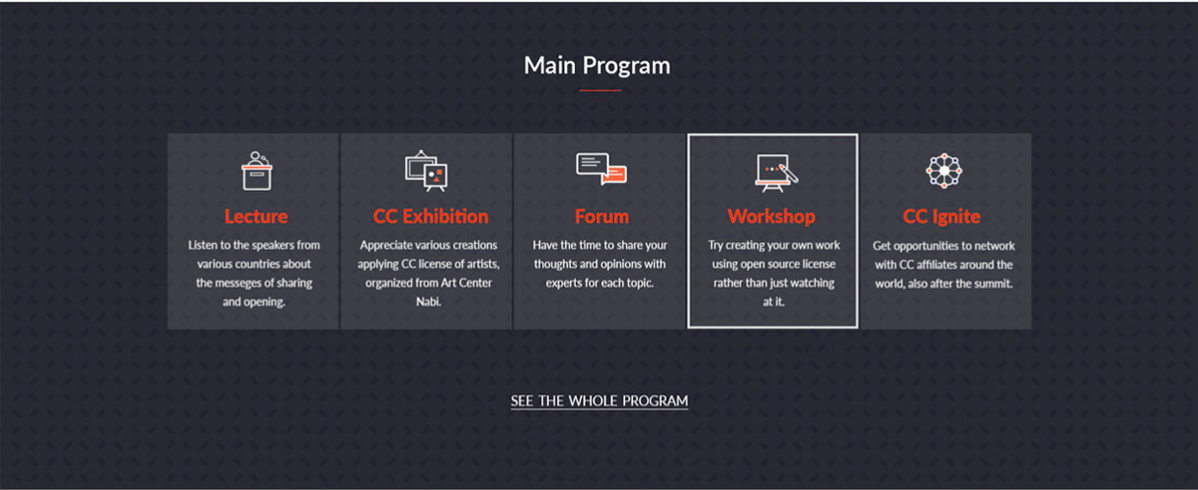 Main Program
Lecture
Listen to the speakers from
various countries about
the messeges of sharing
and opening.
CC Exhibition
Appreciate various creations
applying CC license of artists,
organized from Art Center
Nabi.
Forum
Have the time to share your
thoughts and opinions with
experts for each topic.
Workshop
Try creating your own work
using open source license
rather than just watching
at it.
CC Ignite
Get opportunities to network
with CC affiliates around the
world, also after the summit.
SEE THE WHOLE PROGRAM